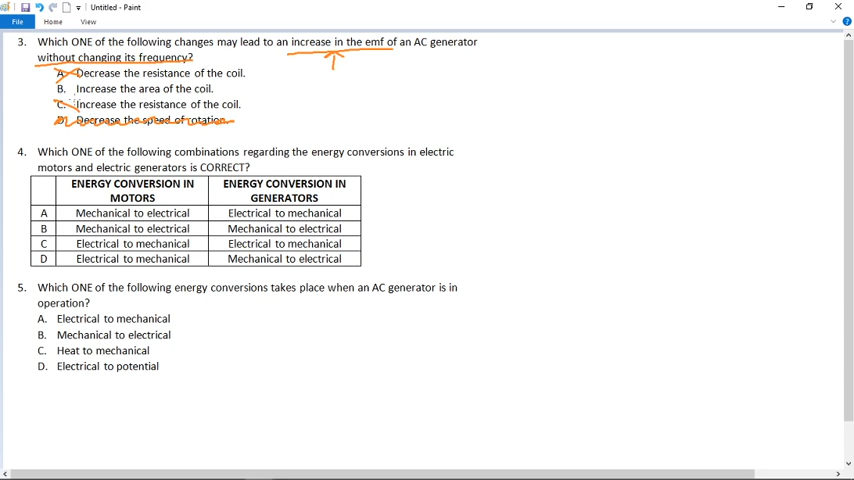 Untitled - Paint
File Home View
3. Which ONE of the following changes may lead to an increase in the emf of an AC generator
without changing its frequency?
A. Decrease the resistance of the coil.
B. Increase the area of the coil.
C. Increase the resistance of the coil.
D. Decrease the speed of rotation.
4. Which ONE of the following combinations regarding the energy conversions in electric
motors and electric generators is CORRECT?
ENERGY CONVERSION IN MOTORS ENERGY CONVERSION IN GENERATORS
A Mechanical to electrical Electrical to mechanical
B Mechanical to electrical Mechanical to electrical
C Electrical to mechanical Electrical to mechanical
D Electrical to mechanical Mechanical to electrical
5. Which ONE of the following energy conversions takes place when an AC generator is in
operation?
A. Electrical to mechanical
B. Mechanical to electrical
C. Heat to mechanical
D. Electrical to potential